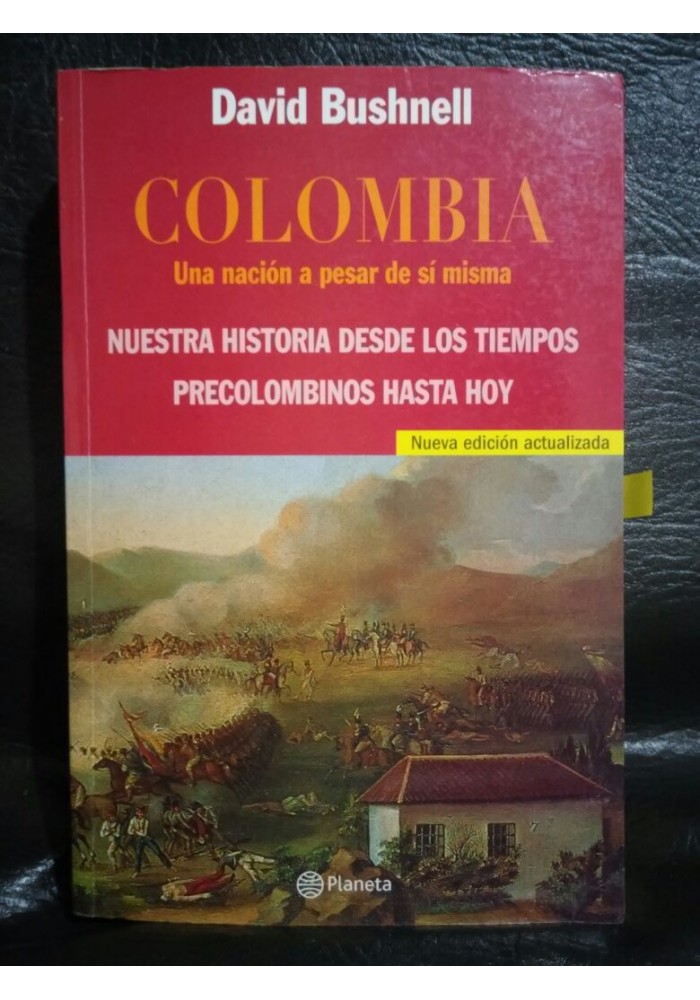 David Bushnell
COLOMBIA
Una nación a pesar de sí misma
NUESTRA HISTORIA DESDE LOS TIEMPOS
PRECOLOMBINOS HASTA HOY
Nueva edición actualizada
Planeta